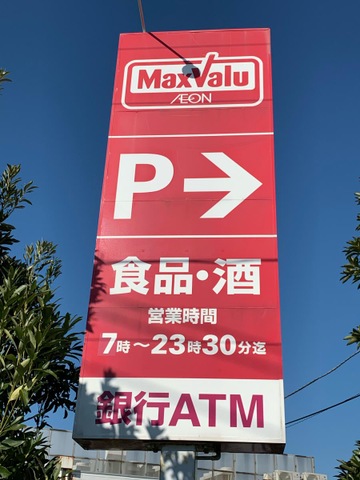 MaxValu
ÆON
P→
食品・酒
営業時間
7時～23時30分迄
銀行ATM